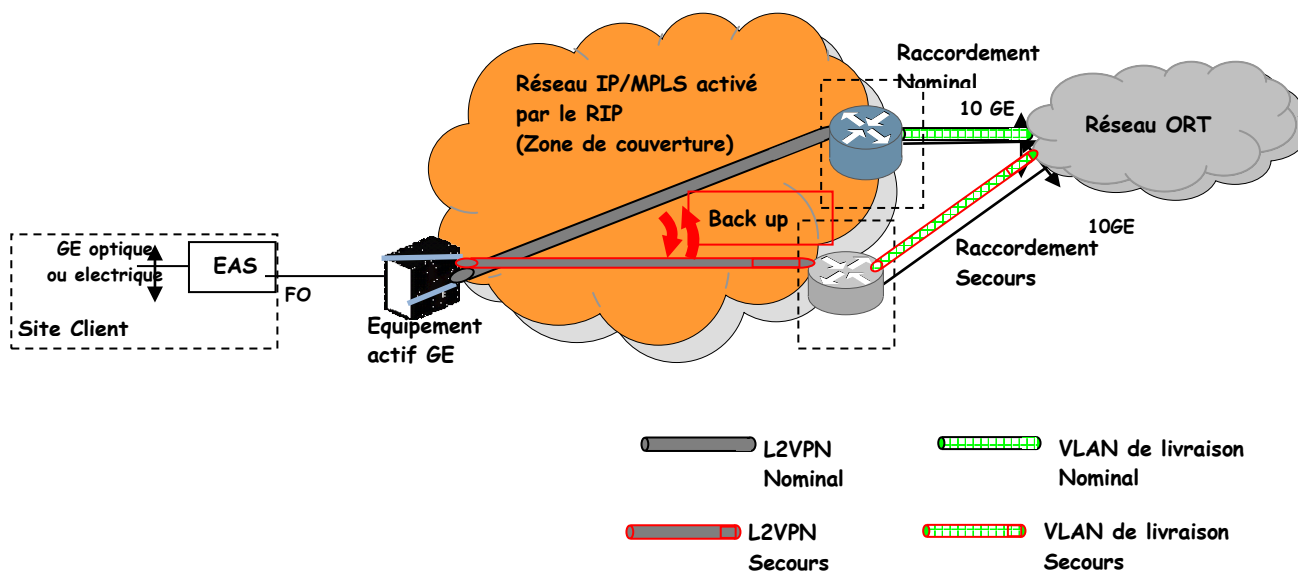 Raccordement
Nominal
Réseau IP/MPLS activé
par le RIP
(Zone de couverture)
10 GE
Réseau ORT
Back up
10GE
Raccordement
Secours
GE optique
ou electrique
EAS
FO
Site Client
Equipement
actif GE
L2VPN
Nominal
VLAN de livraison
Nominal
L2VPN
Secours
VLAN de livraison
Secours